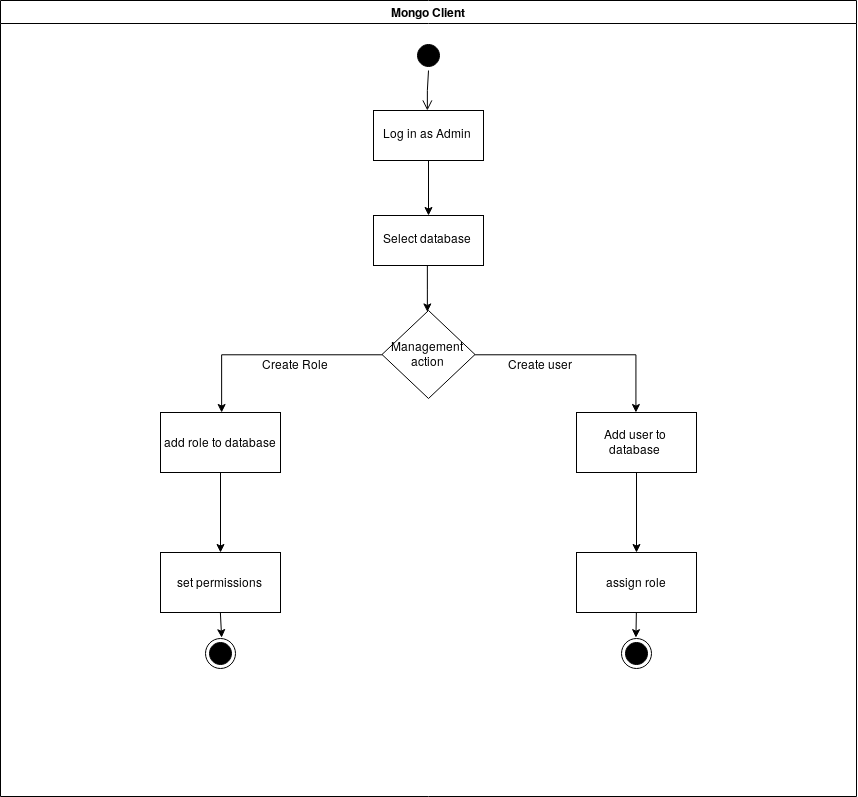 Mongo Client
Log in as Admin
Select database
Management
action
Create Role
Create user
add role to database
Add user to
database
set permissions
assign role